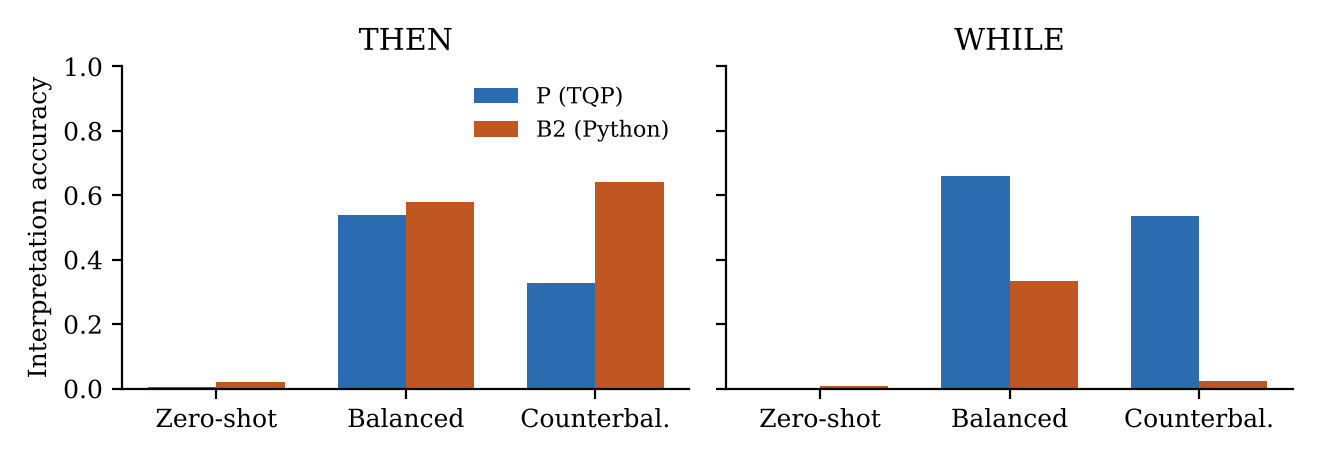 THEN
WHILE
Interpretation accuracy
1.0
0.8
0.6
0.4
0.2
0.0
P (TQP)
B2 (Python)
Zero-shot Balanced Counterbal.
Zero-shot Balanced Counterbal.